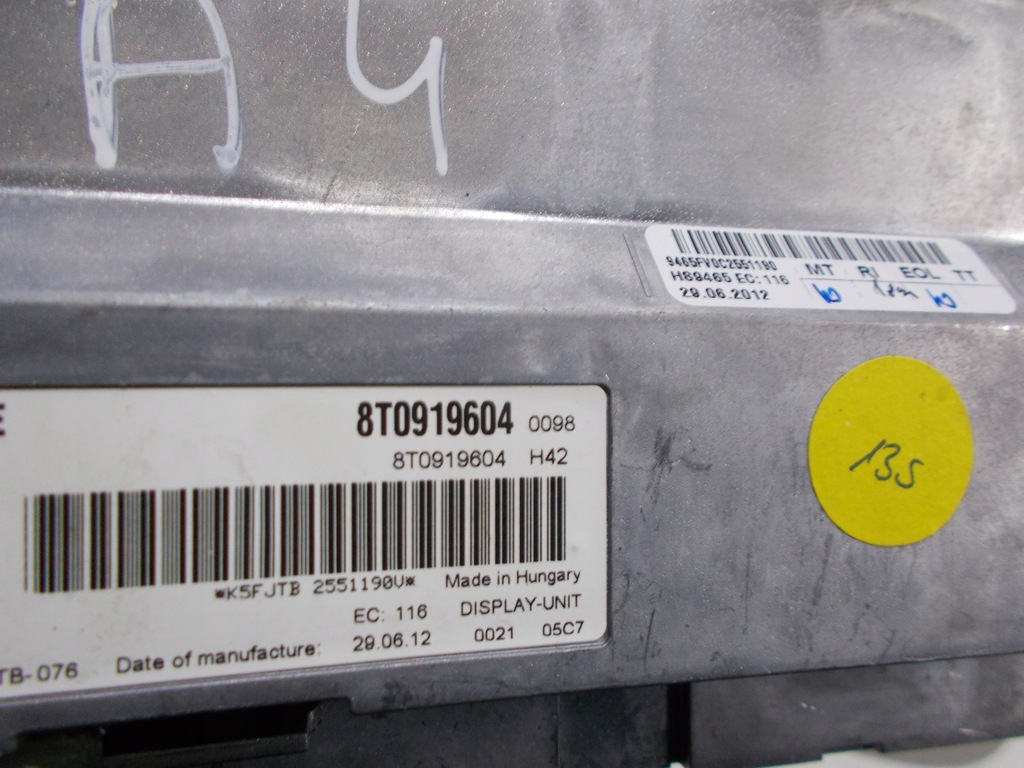 A4
9465FV0C2551190
H69465 EC: 116
29.06.2012
MT RI EOL TT
E
8T0919604 0098
8T0919604 H42
*K5FJTB 2551190V*
Made in Hungary
EC: 116 DISPLAY-UNIT
Date of manufacture: 29.06.12 0021 05C7
TB-076